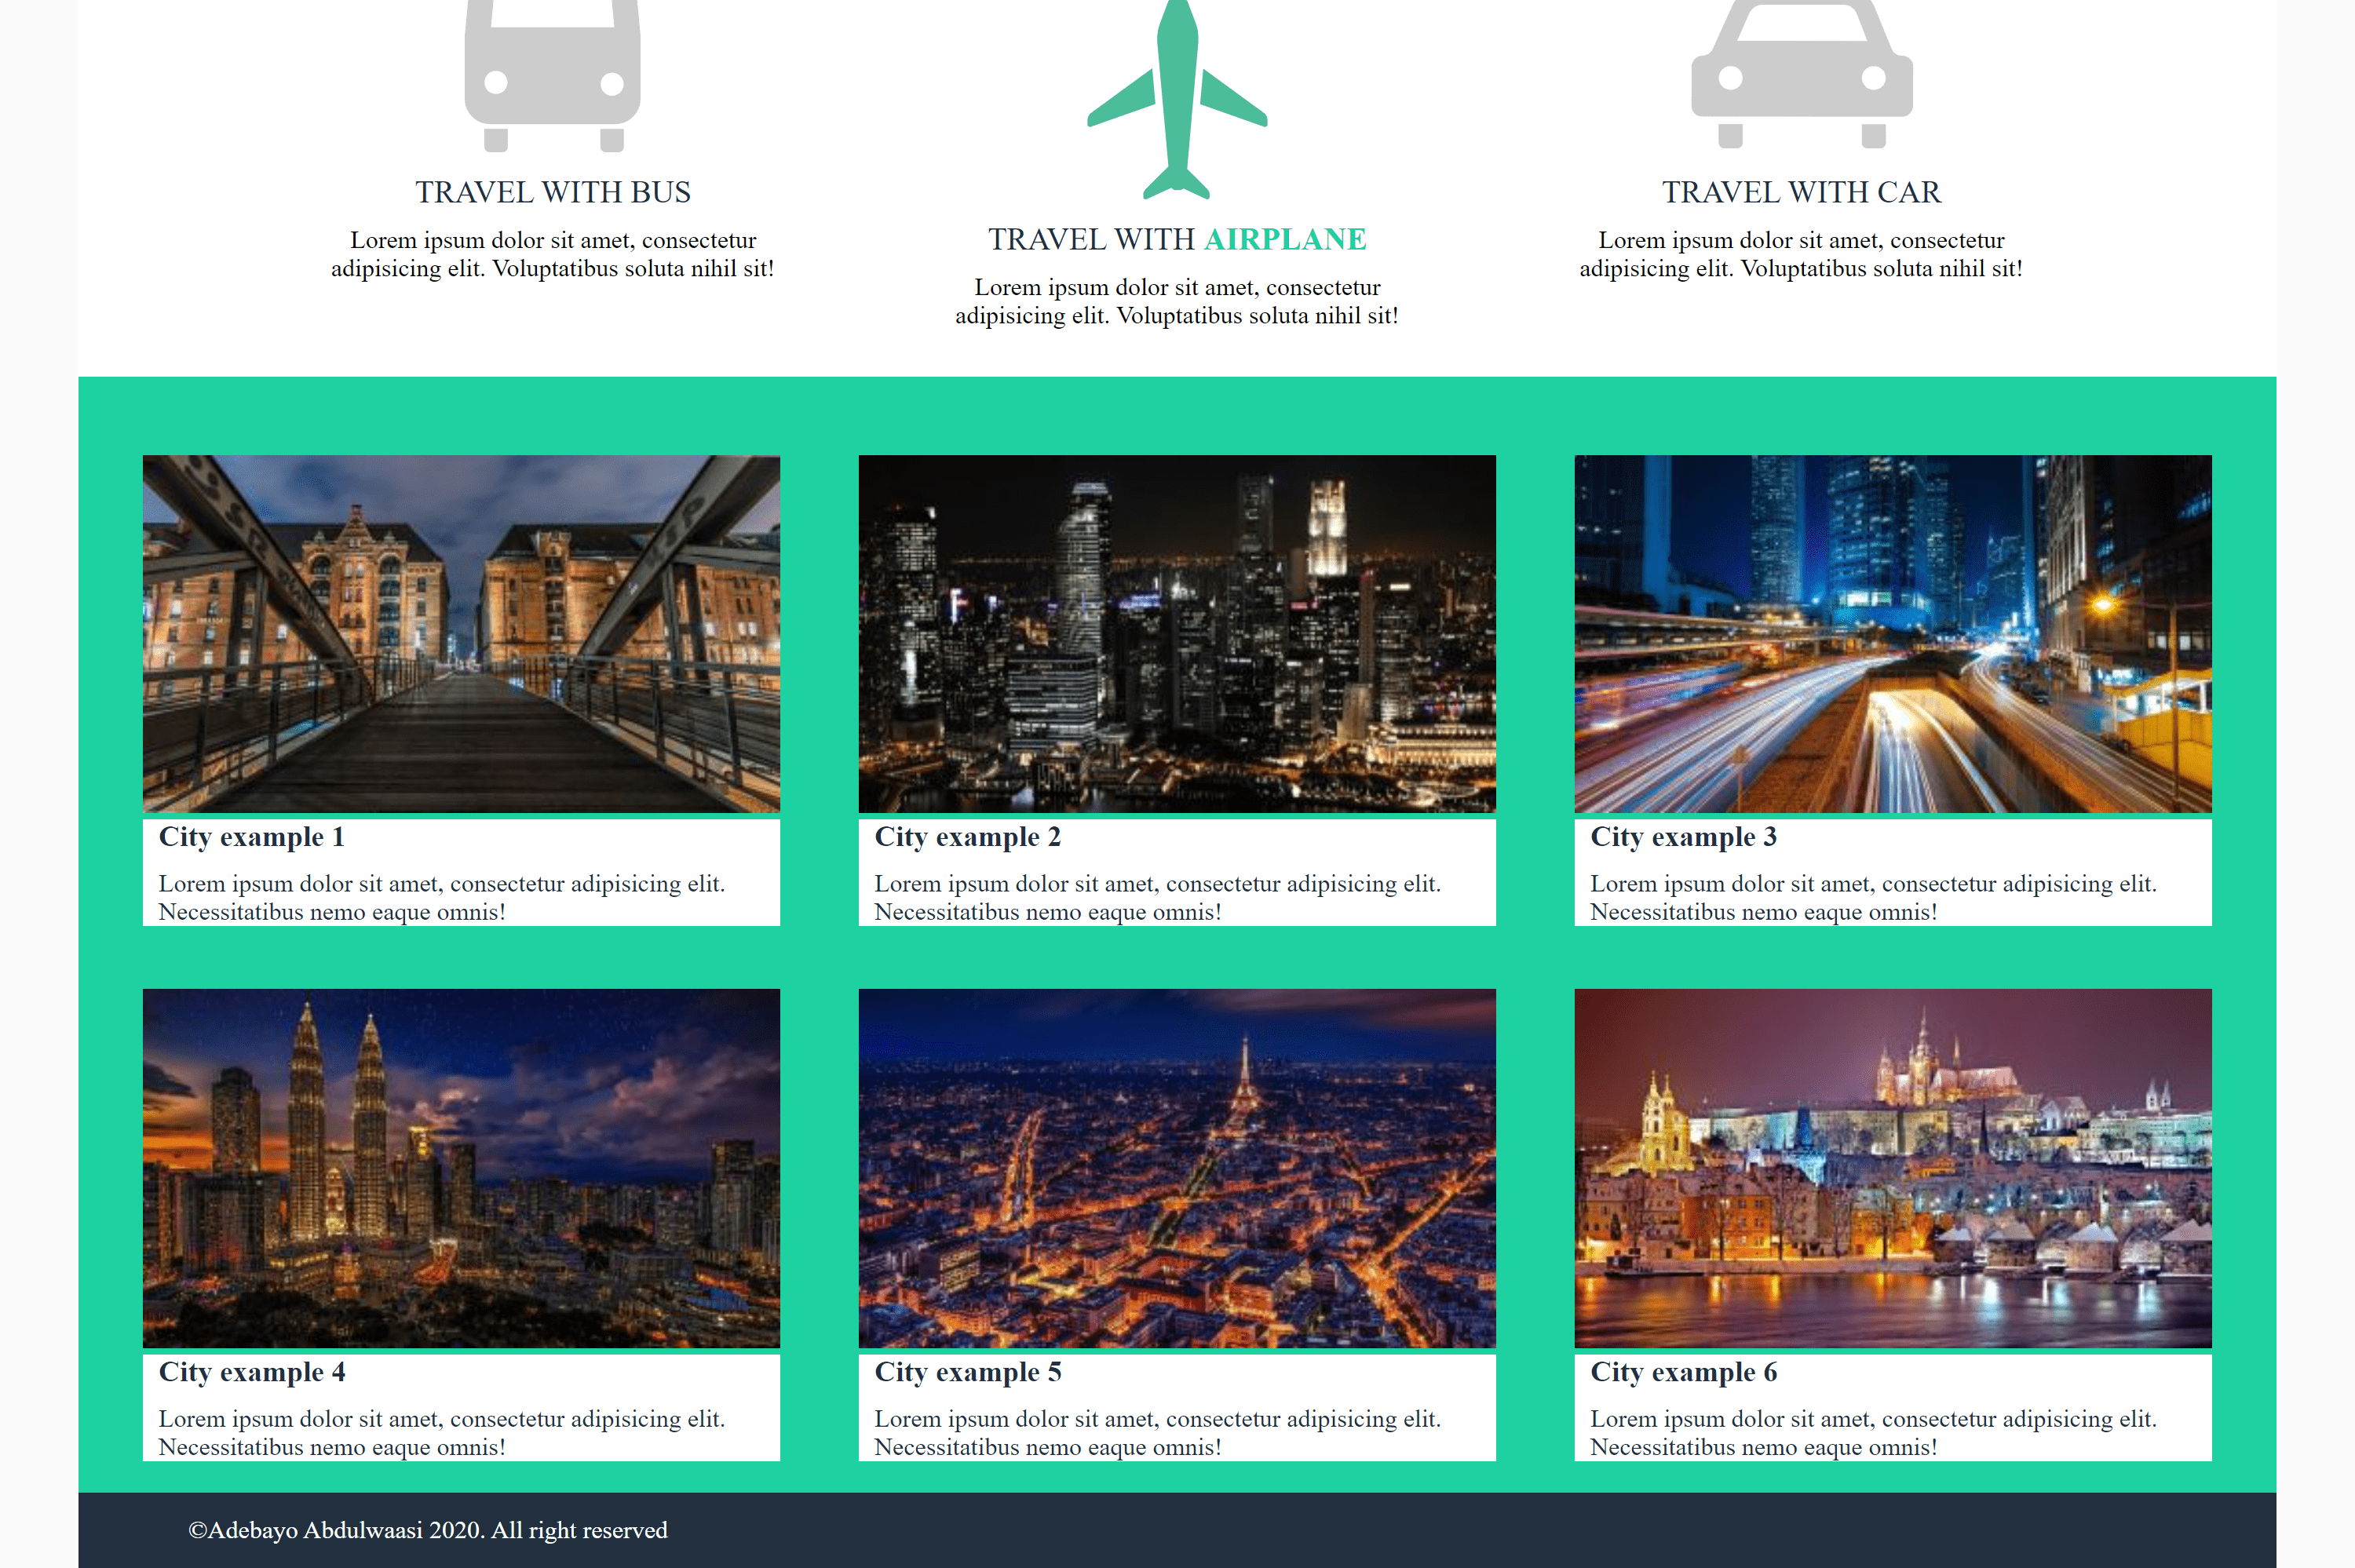 TRAVEL WITH BUS
Lorem ipsum dolor sit amet, consectetur
adipisicing elit. Voluptatibus soluta nihil sit!
TRAVEL WITH AIRPLANE
Lorem ipsum dolor sit amet, consectetur
adipisicing elit. Voluptatibus soluta nihil sit!
TRAVEL WITH CAR
Lorem ipsum dolor sit amet, consectetur
adipisicing elit. Voluptatibus soluta nihil sit!
City example 1
Lorem ipsum dolor sit amet, consectetur adipisicing elit.
Necessitatibus nemo eaque omnis!
City example 2
Lorem ipsum dolor sit amet, consectetur adipisicing elit.
Necessitatibus nemo eaque omnis!
City example 3
Lorem ipsum dolor sit amet, consectetur adipisicing elit.
Necessitatibus nemo eaque omnis!
City example 4
Lorem ipsum dolor sit amet, consectetur adipisicing elit.
Necessitatibus nemo eaque omnis!
City example 5
Lorem ipsum dolor sit amet, consectetur adipisicing elit.
Necessitatibus nemo eaque omnis!
City example 6
Lorem ipsum dolor sit amet, consectetur adipisicing elit.
Necessitatibus nemo eaque omnis!
©Adebayo Abdulwaasi 2020. All right reserved